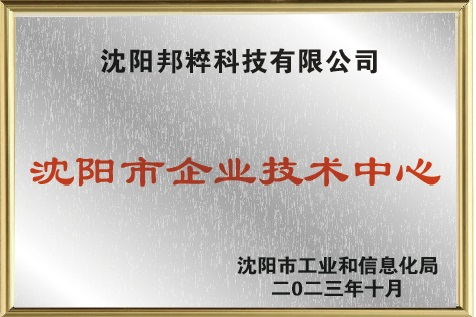 沈阳邦粹科技有限公司
沈阳市企业技术中心
沈阳市工业和信息化局
二〇二三年十月